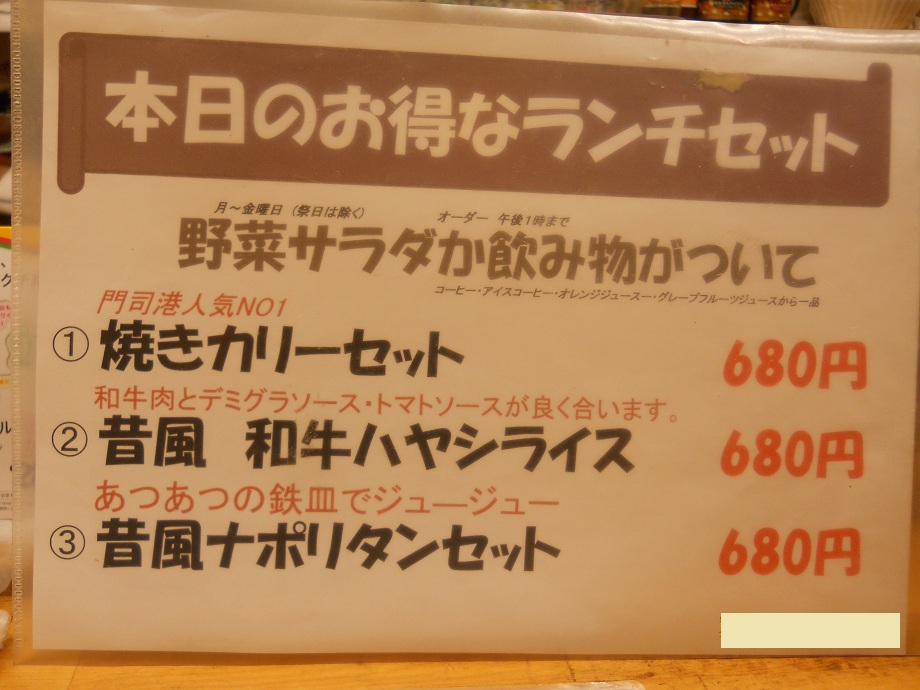 本日のお得なランチセット
月～金曜日（祭日は除く）　オーダー　午後1時まで
野菜サラダか飲み物がついて
コーヒー・アイスコーヒー・オレンジジュースー・グレープフルーツジュースから一品
門司港人気NO1
①焼きカリーセット　680円
和牛肉とデミグラソース・トマトソースが良く合います。
②昔風　和牛ハヤシライス　680円
あつあつの鉄皿でジュ―ジュー
③昔風ナポリタンセット　680円